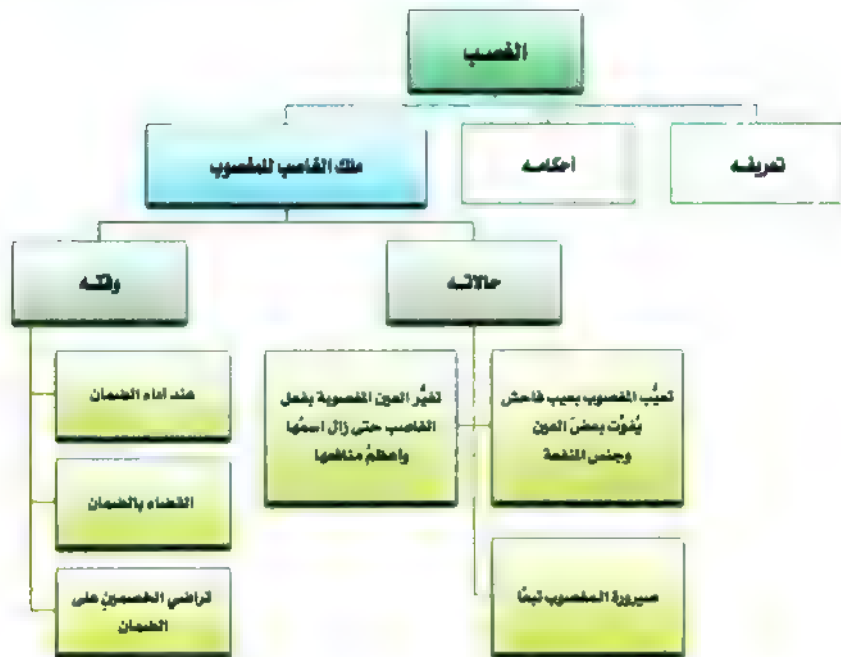 الغصب
تعريفه
أحكامه
ملك الغاصب للمغصوب
حالاته
وقته
تعيُّب المغصوب بعيب فاحش
يُفوِّت بعضَ العين
وجنس المنفعة
تغيُّر العين المغصوبة بفعل
الغاصب حتى زال اسمُها
وأعظمُ منافعها
صيرورة المغصوب تبعًا
عند أداء الضمان
القضاء بالضمان
تراضي الخصمينِ على
الضمان